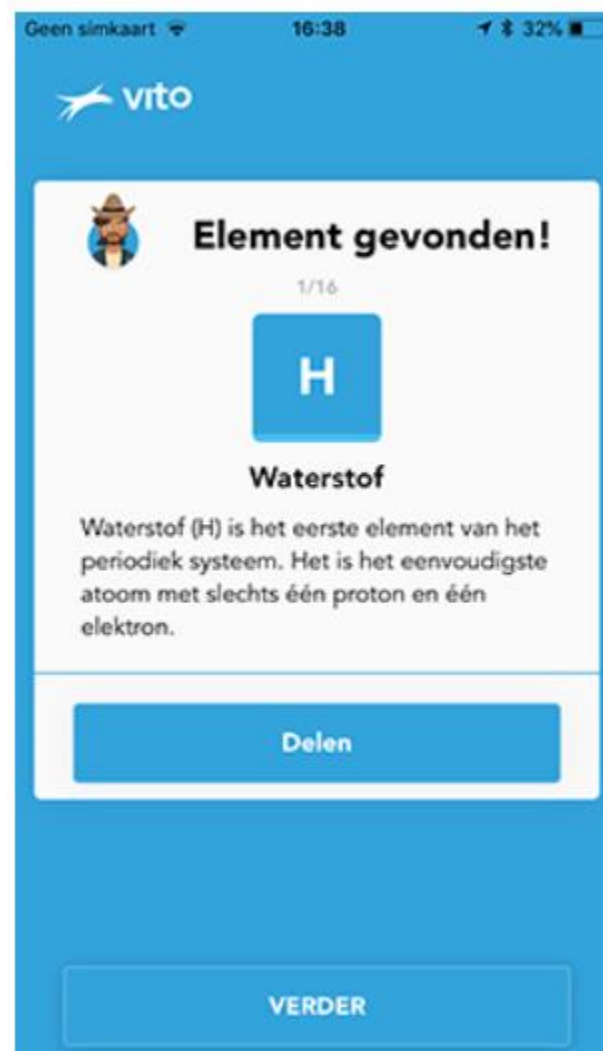 Geen simkaart 16:38 32%
vito
Element gevonden!
1/16
H
Waterstof
Waterstof (H) is het eerste element van het
periodiek systeem. Het is het eenvoudigste
atoom met slechts één proton en één
elektron.
Delen
VERDER